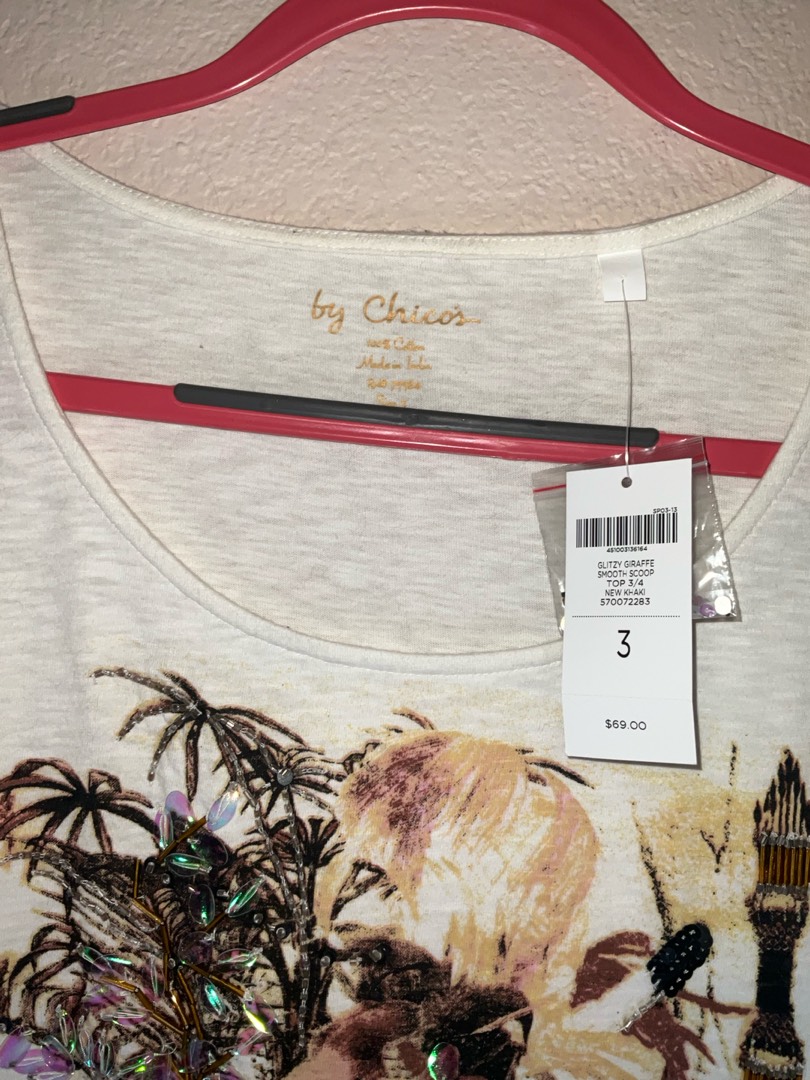 by Chico's
100% Cotton
Made in India
SP03-13
451003136164
GLITZY GIRAFFE
SMOOTH SCOOP
TOP 3/4
NEW KHAKI
570072283
3
$69.00